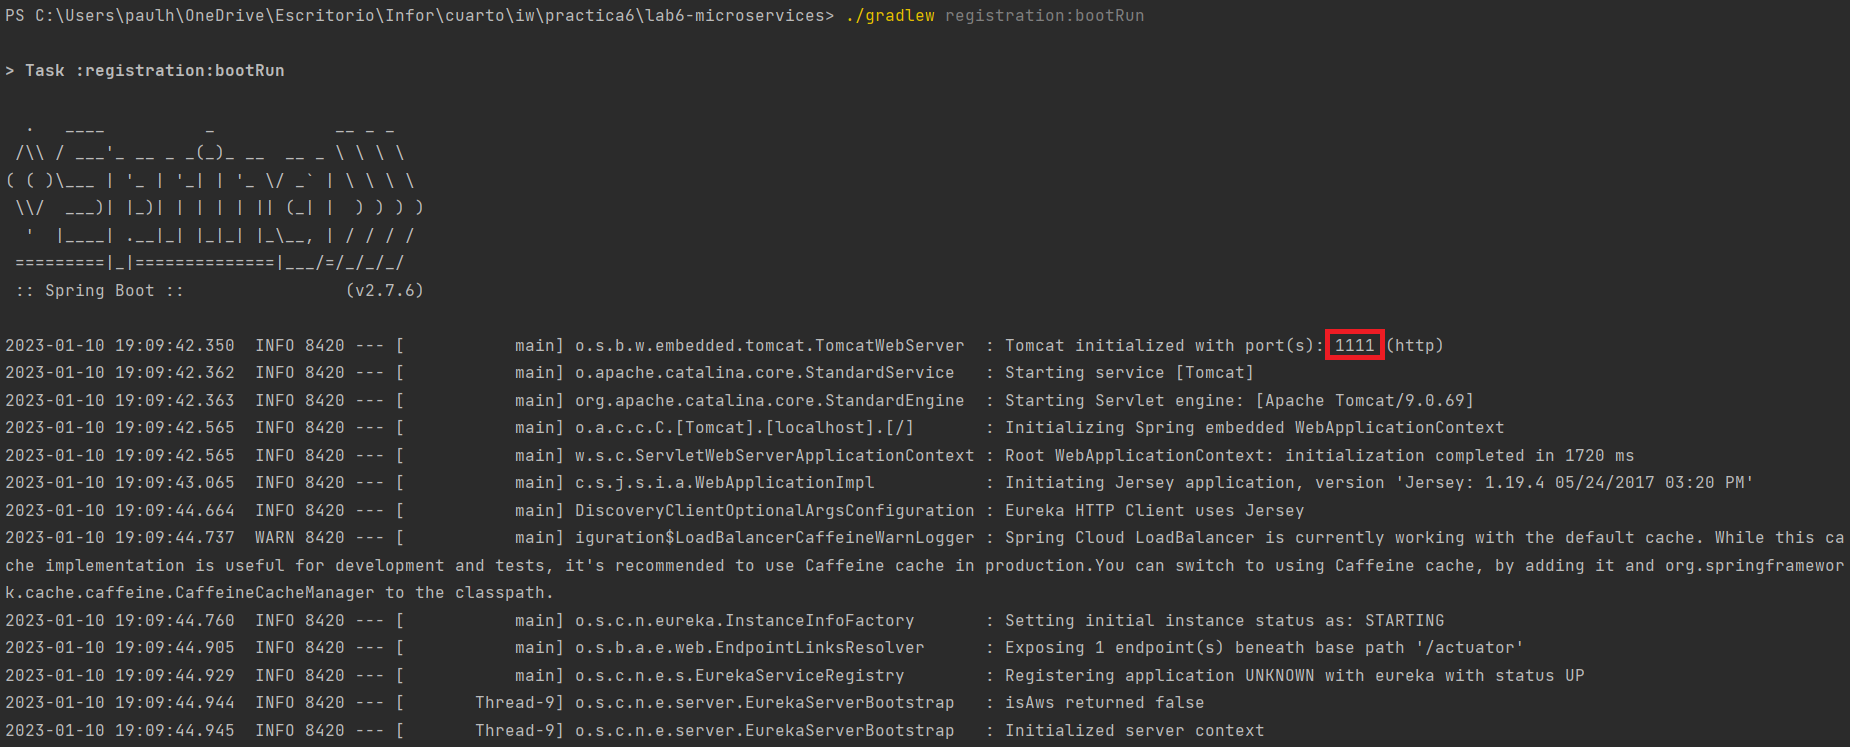 PS C:\Users\paulh\OneDrive\Escritorio\Infor\cuarto\iw\practica6\lab6-microservices> ./gradlew registration:bootRun
> Task :registration:bootRun
  .   ____          _            __ _ _
 /\\ / ___'_ __ _ _(_)_ __  __ _ \ \ \ \
( ( )\___ | '_ | '_| | '_ \/ _` | \ \ \ \
 \\/  ___)| |_)| | | | | || (_| |  ) ) ) )
  '  |____| .__|_| |_|_| |_\__, | / / / /
 =========|_|==============|___/=/_/_/_/
 :: Spring Boot ::                (v2.7.6)
2023-01-10 19:09:42.350  INFO 8420 --- [           main] o.s.b.w.embedded.tomcat.TomcatWebServer  : Tomcat initialized with port(s): 1111 (http)
2023-01-10 19:09:42.362  INFO 8420 --- [           main] o.apache.catalina.core.StandardService   : Starting service [Tomcat]
2023-01-10 19:09:42.363  INFO 8420 --- [           main] org.apache.catalina.core.StandardEngine  : Starting Servlet engine: [Apache Tomcat/9.0.69]
2023-01-10 19:09:42.565  INFO 8420 --- [           main] o.a.c.c.C.[Tomcat].[localhost].[/]       : Initializing Spring embedded WebApplicationContext
2023-01-10 19:09:42.565  INFO 8420 --- [           main] w.s.c.ServletWebServerApplicationContext : Root WebApplicationContext: initialization completed in 1720 ms
2023-01-10 19:09:43.065  INFO 8420 --- [           main] c.s.j.s.i.a.WebApplicationImpl           : Initiating Jersey application, version 'Jersey: 1.19.4 05/24/2017 03:20 PM'
2023-01-10 19:09:44.664  INFO 8420 --- [           main] DiscoveryClientOptionalArgsConfiguration : Eureka HTTP Client uses Jersey
2023-01-10 19:09:44.737  WARN 8420 --- [           main] iguration$LoadBalancerCaffeineWarnLogger : Spring Cloud LoadBalancer is currently working with the default cache. While this ca
che implementation is useful for development and tests, it's recommended to use Caffeine cache in production.You can switch to using Caffeine cache, by adding it and org.springframewor
k.cache.caffeine.CaffeineCacheManager to the classpath.
2023-01-10 19:09:44.760  INFO 8420 --- [           main] o.s.c.n.eureka.InstanceInfoFactory       : Setting initial instance status as: STARTING
2023-01-10 19:09:44.905  INFO 8420 --- [           main] o.s.b.a.e.web.EndpointLinksResolver      : Exposing 1 endpoint(s) beneath base path '/actuator'
2023-01-10 19:09:44.929  INFO 8420 --- [           main] o.s.c.n.e.s.EurekaServiceRegistry        : Registering application UNKNOWN with eureka with status UP
2023-01-10 19:09:44.944  INFO 8420 --- [       Thread-9] o.s.c.n.e.server.EurekaServerBootstrap   : isAws returned false
2023-01-10 19:09:44.945  INFO 8420 --- [       Thread-9] o.s.c.n.e.server.EurekaServerBootstrap   : Initialized server context